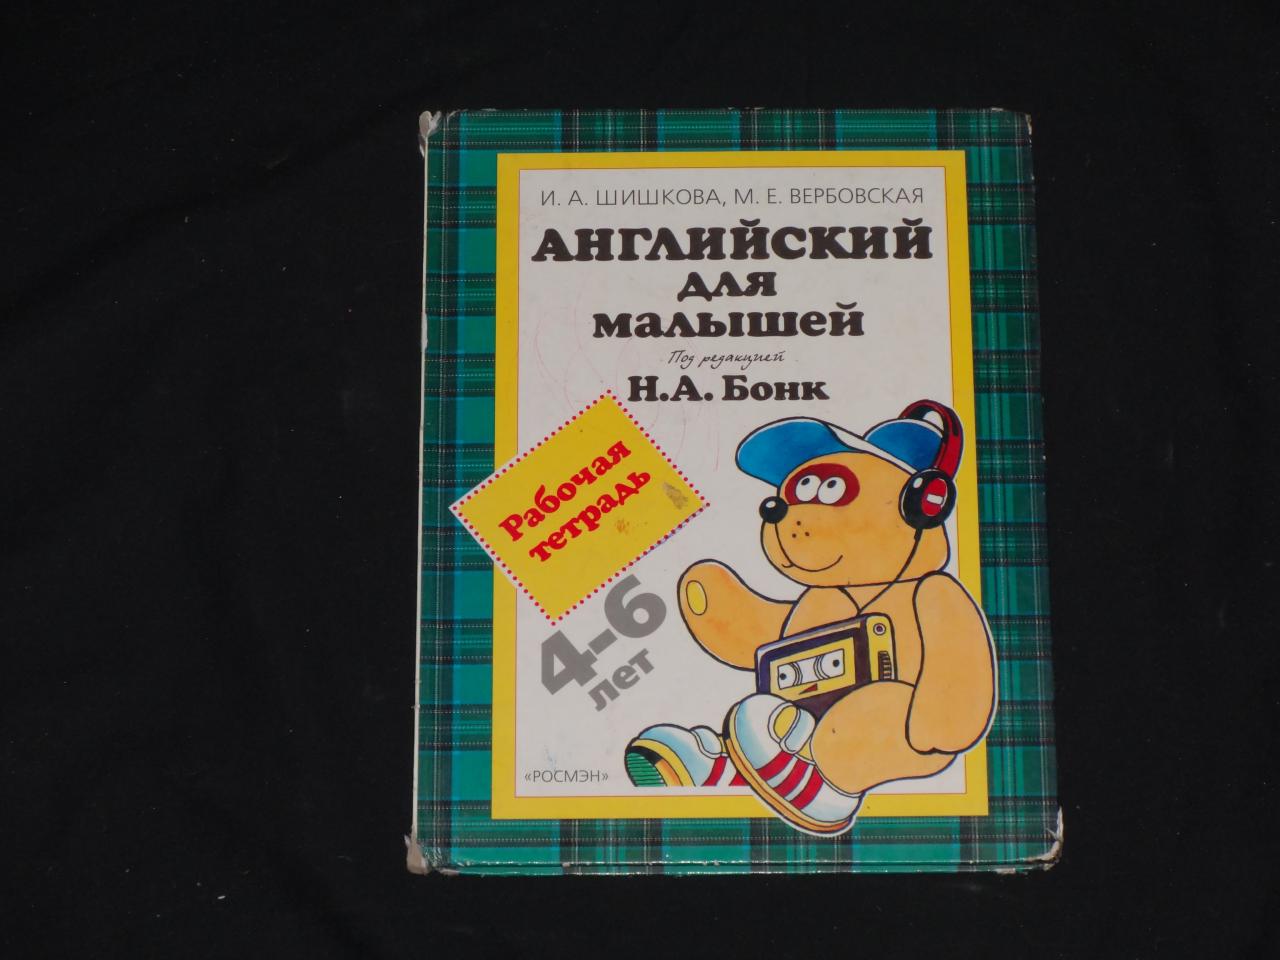 И. А. ШИШКОВА, М. Е. ВЕРБОВСКАЯ
АНГЛИЙСКИЙ
ДЛЯ
МАЛЫШЕЙ
Под редакцией
Н.А. Бонк
Рабочая
тетрадь
4-6
лет
«РОСМЭН»